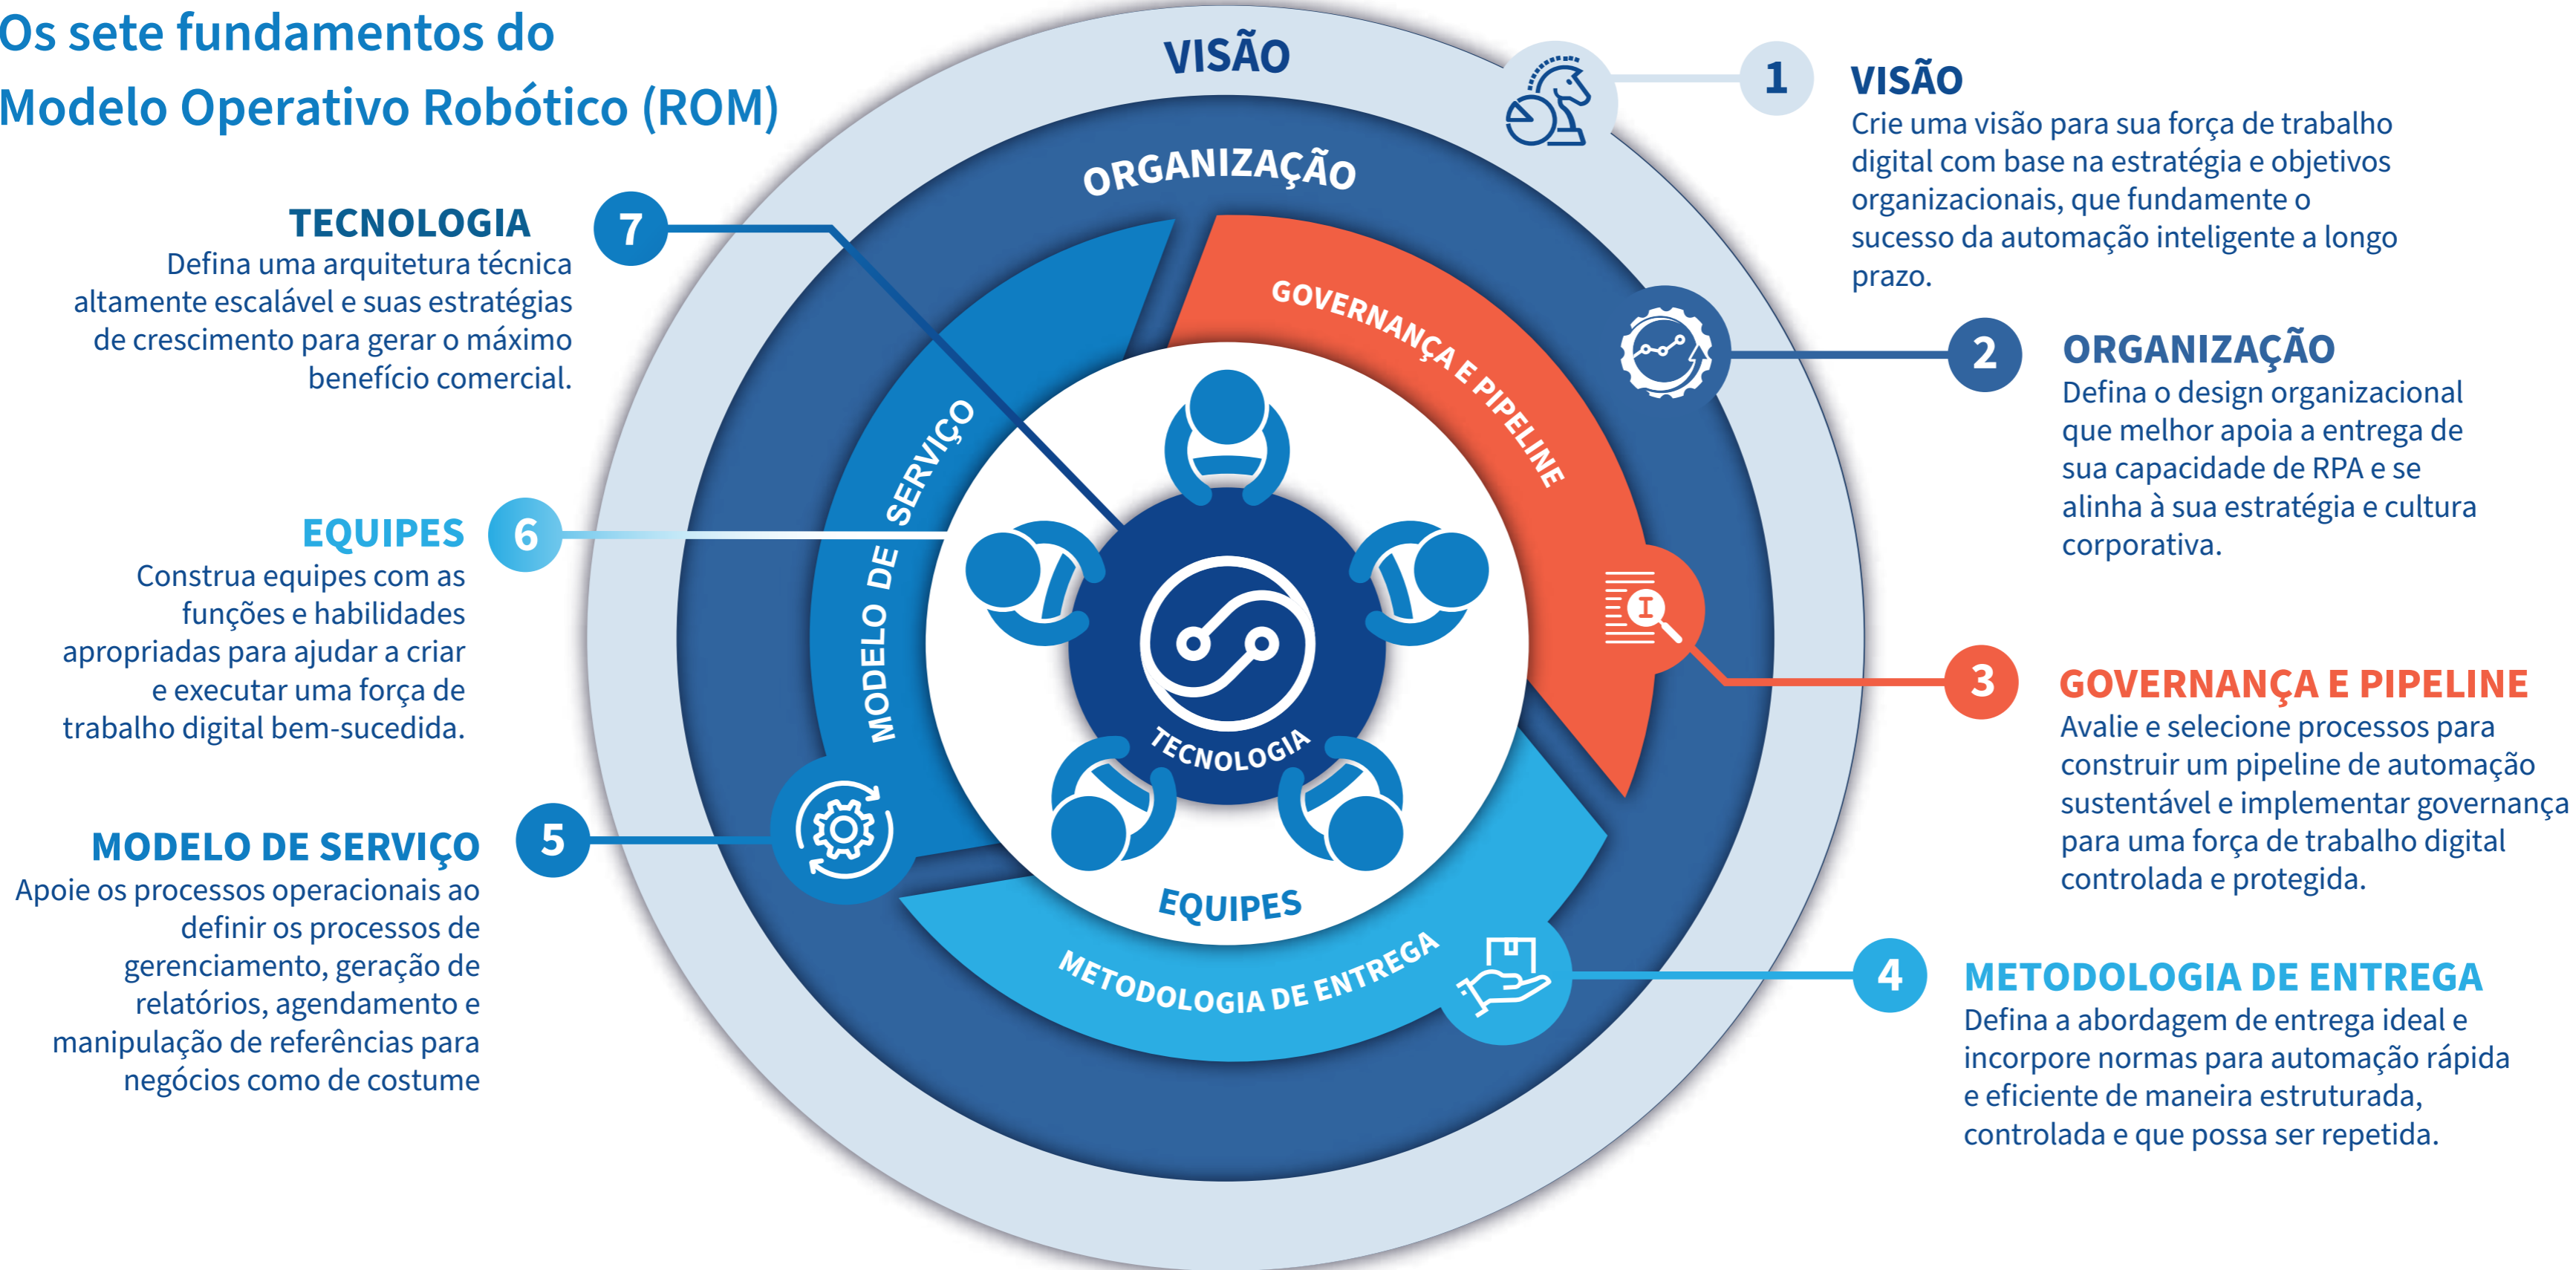 Os sete fundamentos do
Modelo Operativo Robótico (ROM)
VISÃO
ORGANIZAÇÃO
GOVERNANÇA E PIPELINE
MODELO DE SERVIÇO
METODOLOGIA DE ENTREGA
EQUIPES
TECNOLOGIA
1
VISÃO
Crie uma visão para sua força de trabalho
digital com base na estratégia e objetivos
organizacionais, que fundamente o
sucesso da automação inteligente a longo
prazo.
2
ORGANIZAÇÃO
Defina o design organizacional
que melhor apoia a entrega de
sua capacidade de RPA e se
alinha à sua estratégia e cultura
corporativa.
3
GOVERNANÇA E PIPELINE
Avalie e selecione processos para
construir um pipeline de automação
sustentável e implementar governança
para uma força de trabalho digital
controlada e protegida.
4
METODOLOGIA DE ENTREGA
Defina a abordagem de entrega ideal e
incorpore normas para automação rápida
e eficiente de maneira estruturada,
controlada e que possa ser repetida.
5
MODELO DE SERVIÇO
Apoie os processos operacionais ao
definir os processos de
gerenciamento, geração de
relatórios, agendamento e
manipulação de referências para
negócios como de costume
6
EQUIPES
Construa equipes com as
funções e habilidades
apropriadas para ajudar a criar
e executar uma força de
trabalho digital bem-sucedida.
7
TECNOLOGIA
Defina uma arquitetura técnica
altamente escalável e suas estratégias
de crescimento para gerar o máximo
benefício comercial.